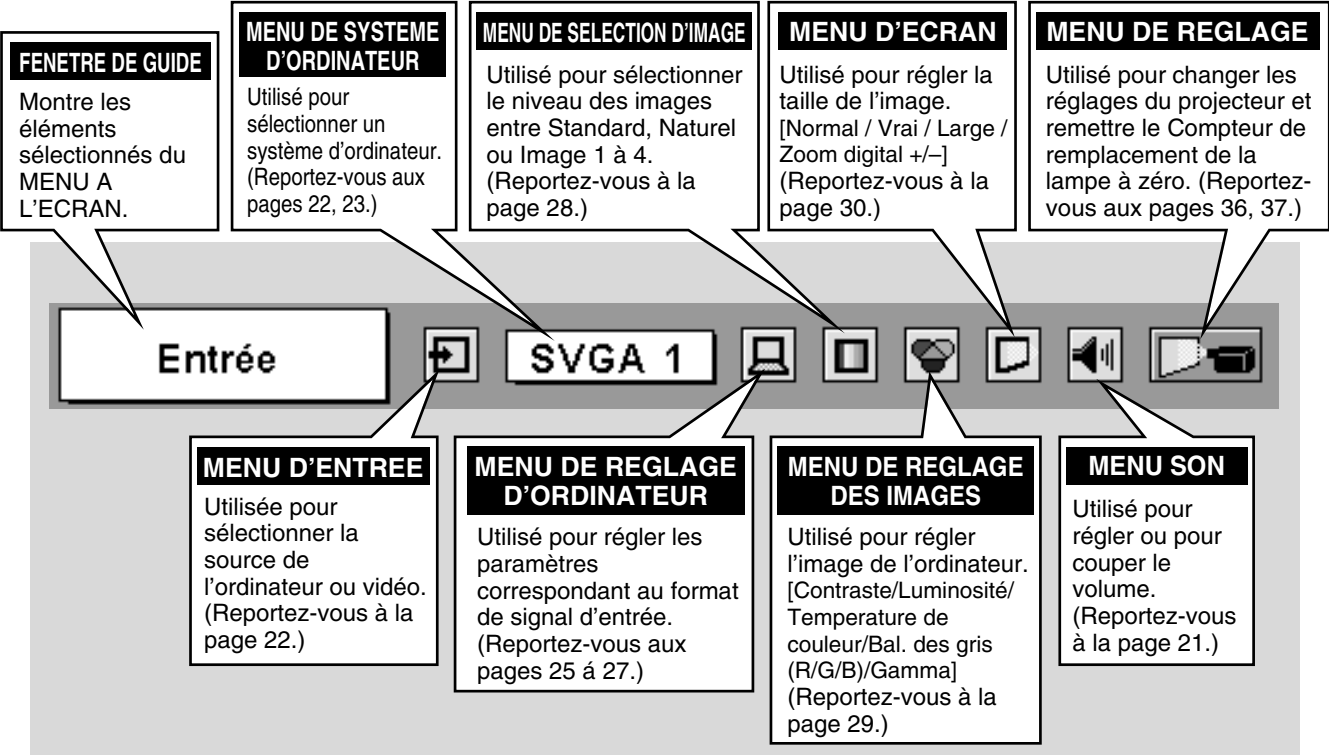 FENETRE DE GUIDE
Montre les
éléments
sélectionnés du
MENU A
L'ECRAN.
MENU DE SYSTEME
D'ORDINATEUR
Utilisé pour
sélectionner un
système d'ordinateur.
(Reportez-vous aux
pages 22, 23.)
MENU DE SELECTION D'IMAGE
Utilisé pour sélectionner
le niveau des images
entre Standard, Naturel
ou Image 1 à 4.
(Reportez-vous à la
page 28.)
MENU D'ECRAN
Utilisé pour régler la
taille de l'image.
[Normal / Vrai / Large /
Zoom digital +/–]
(Reportez-vous à la
page 30.)
MENU DE REGLAGE
Utilisé pour changer les
réglages du projecteur et
remettre le Compteur de
remplacement de la
lampe à zéro. (Reportez-
vous aux pages 36, 37.)
Entrée
SVGA 1
MENU D'ENTREE
Utilisée pour
sélectionner la
source de
l'ordinateur ou vidéo.
(Reportez-vous à la
page 22.)
MENU DE REGLAGE
D'ORDINATEUR
Utilisé pour régler les
paramètres
correspondant au format
de signal d'entrée.
(Reportez-vous aux
pages 25 á 27.)
MENU DE REGLAGE
DES IMAGES
Utilisé pour régler
l'image de l'ordinateur.
[Contraste/Luminosité/
Temperature de
couleur/Bal. des gris
(R/G/B)/Gamma]
(Reportez-vous à la
page 29.)
MENU SON
Utilisé pour
régler ou pour
couper le
volume.
(Reportez-vous
à la page 21.)